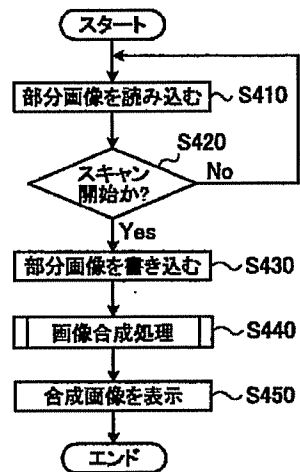 スタート
部分画像を読み込む
S410
S420
スキャン
開始か?
No
Yes
部分画像を書き込む
S430
画像合成処理
S440
合成画像を表示
S450
エンド